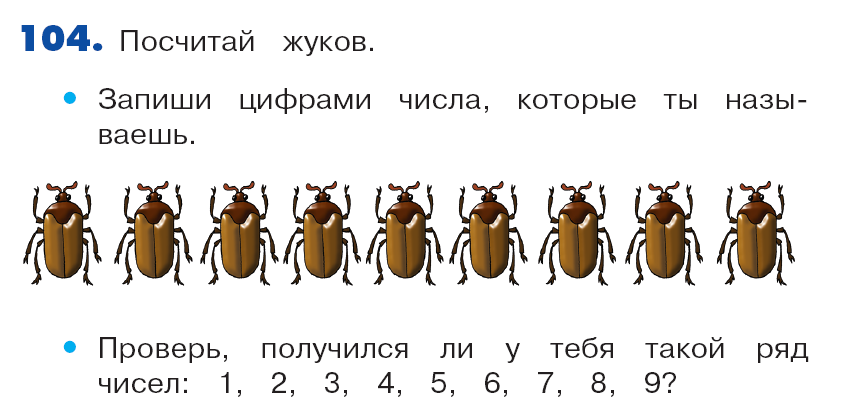 104. Посчитай жуков.
• Запиши цифрами числа, которые ты назы-
ваешь.
• Проверь, получился ли у тебя такой ряд
чисел: 1, 2, 3, 4, 5, 6, 7, 8, 9?